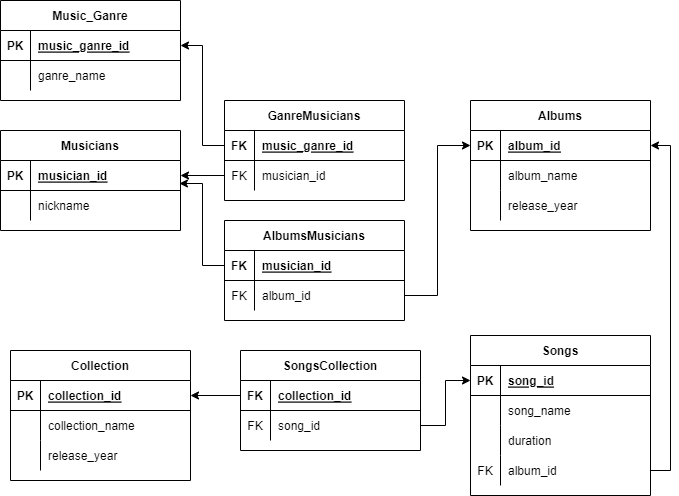 Music_Ganre
PK music_ganre_id
ganre_name
Musicians
PK musician_id
nickname
GanreMusicians
FK music_ganre_id
FK musician_id
AlbumsMusicians
FK musician_id
FK album_id
Albums
PK album_id
album_name
release_year
Collection
PK collection_id
collection_name
release_year
SongsCollection
FK collection_id
FK song_id
Songs
PK song_id
song_name
duration
FK album_id